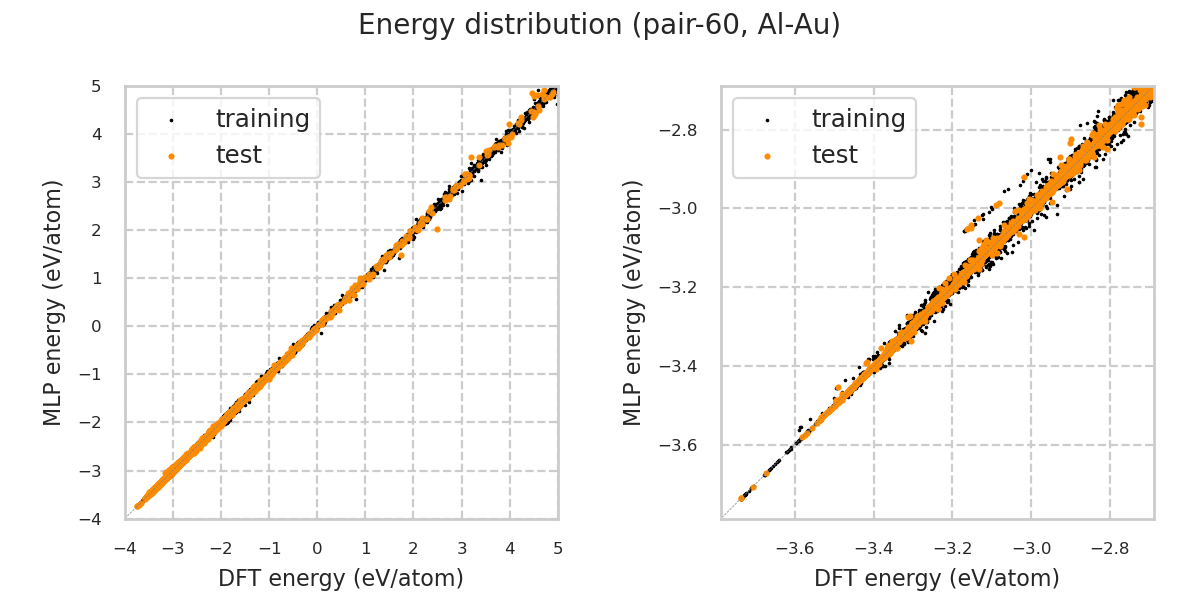 Energy distribution (pair-60, Al-Au)
MLP energy (eV/atom)
5
4
3
2
1
0
−1
−2
−3
−4
training
test
−4 −3 −2 −1 0 1 2 3 4 5
DFT energy (eV/atom)
MLP energy (eV/atom)
−2.8
−3.0
−3.2
−3.4
−3.6
training
test
−3.6 −3.4 −3.2 −3.0 −2.8
DFT energy (eV/atom)